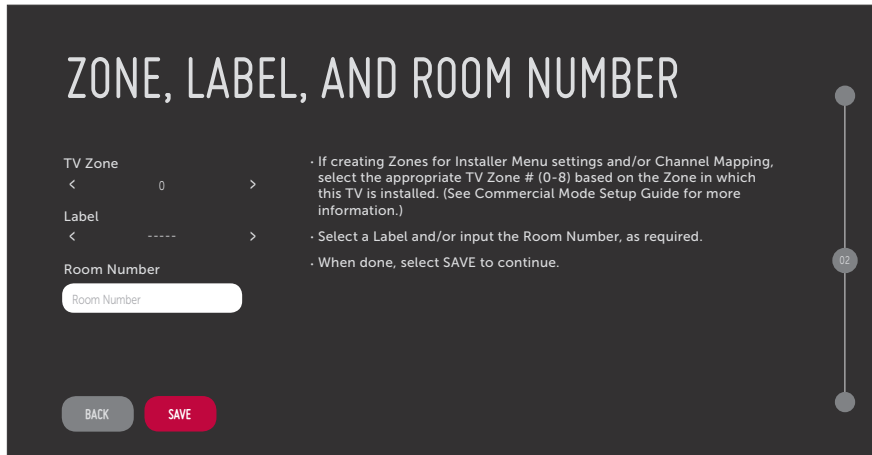 ZONE, LABEL, AND ROOM NUMBER
TV Zone
< 0 >
Label
< ----- >
Room Number
Room Number
· If creating Zones for Installer Menu settings and/or Channel Mapping,
select the appropriate TV Zone # (0-8) based on the Zone in which
this TV is installed. (See Commercial Mode Setup Guide for more
information.)
· Select a Label and/or input the Room Number, as required.
· When done, select SAVE to continue.
02
BACK SAVE